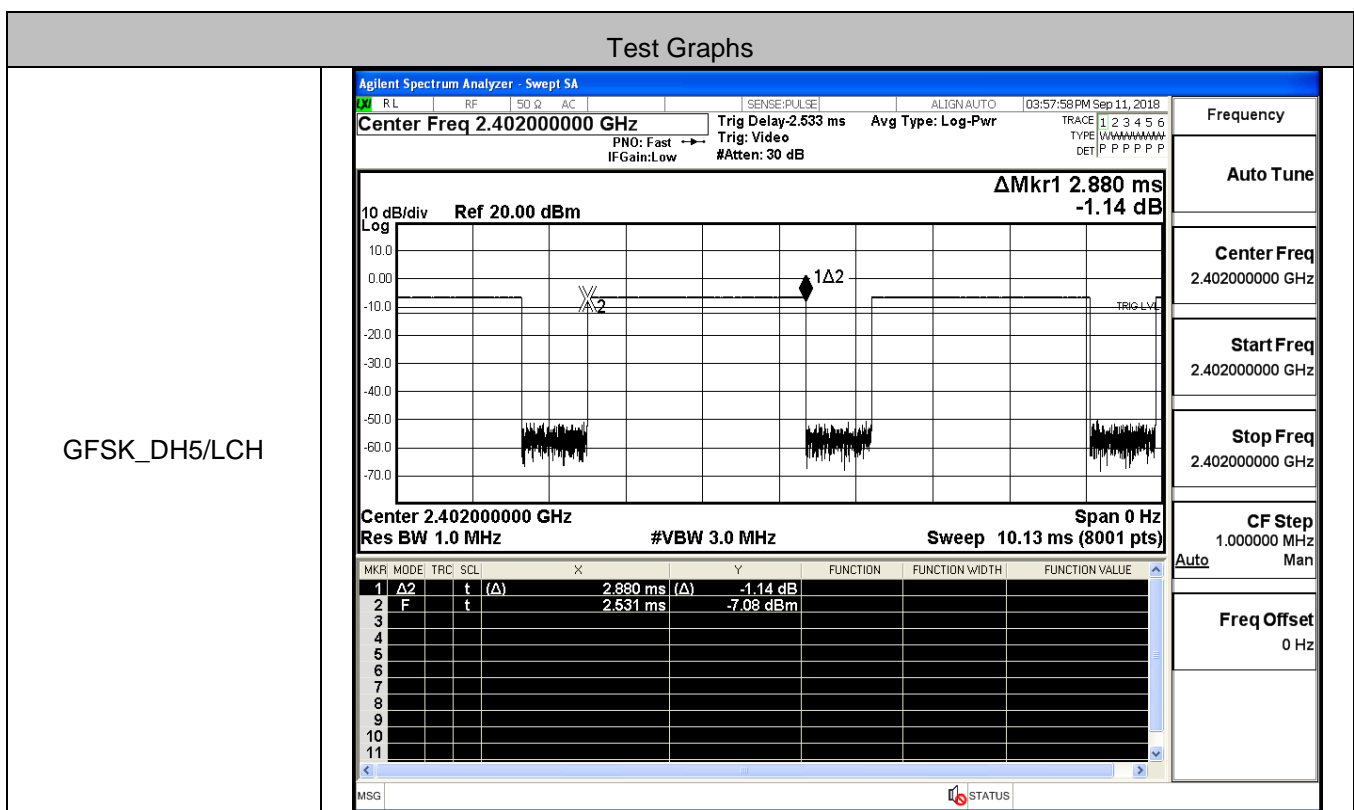 Test Graphs
GFSK_DH5/LCH
Agilent Spectrum Analyzer - Swept SA
LXI RL RF 50 Ω AC SENSE:PULSE ALIGN AUTO 03:57:58 PM Sep 11, 2018
Center Freq 2.402000000 GHz
PNO: Fast
IFGain:Low
Trig Delay-2.533 ms
Trig: Video
#Atten: 30 dB
Avg Type: Log-Pwr
TRACE 1 2 3 4 5 6
TYPE WWWWWWWW
DET P P P P P P
ΔMkr1 2.880 ms
-1.14 dB
10 dB/div Ref 20.00 dBm
Log
10.0
0.00
-10.0
-20.0
-30.0
-40.0
-50.0
-60.0
-70.0
1Δ2
2
TRIG LVL
Center 2.402000000 GHz Span 0 Hz
Res BW 1.0 MHz #VBW 3.0 MHz Sweep 10.13 ms (8001 pts)
MKR MODE TRC SCL X Y FUNCTION FUNCTION WIDTH FUNCTION VALUE
1 Δ2 t (Δ) 2.880 ms (Δ) -1.14 dB
2 F t 2.531 ms -7.08 dBm
3
4
5
6
7
8
9
10
11
MSG STATUS
Frequency
Auto Tune
Center Freq
2.402000000 GHz
Start Freq
2.402000000 GHz
Stop Freq
2.402000000 GHz
CF Step
1.000000 MHz
Auto Man
Freq Offset
0 Hz